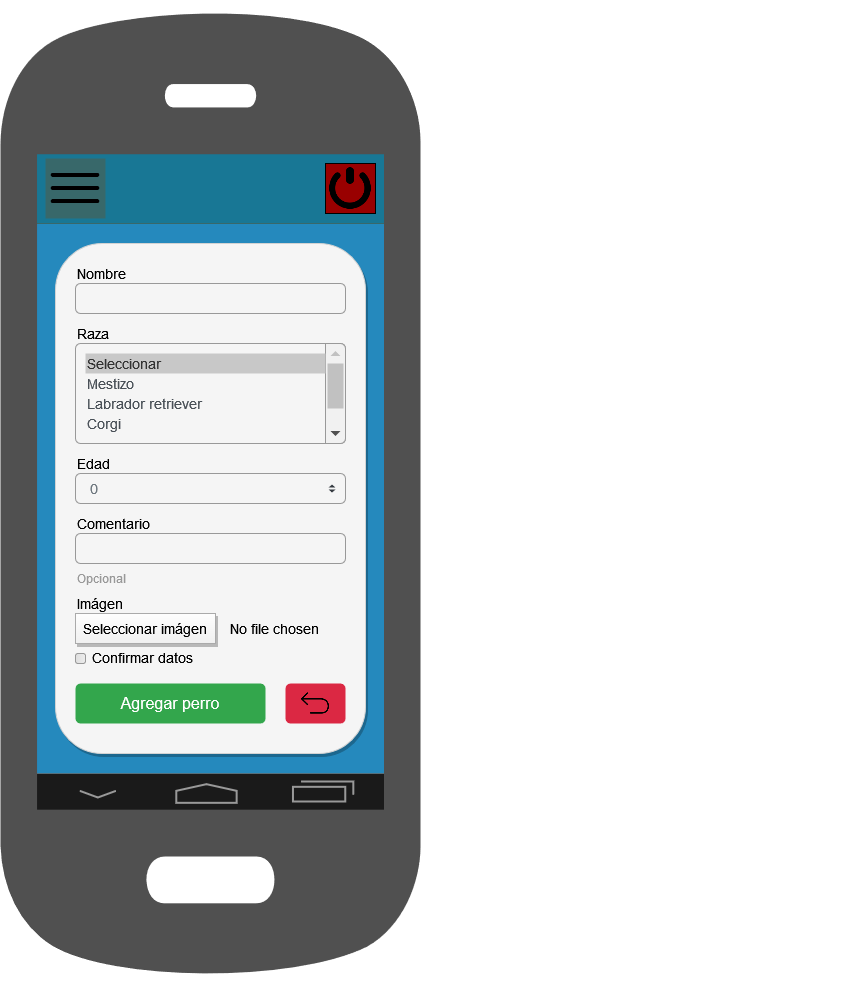 Nombre
Raza
Seleccionar
Mestizo
Labrador retriever
Corgi
Edad
0
Comentario
Opcional
Imágen
Seleccionar imágen No file chosen
Confirmar datos
Agregar perro